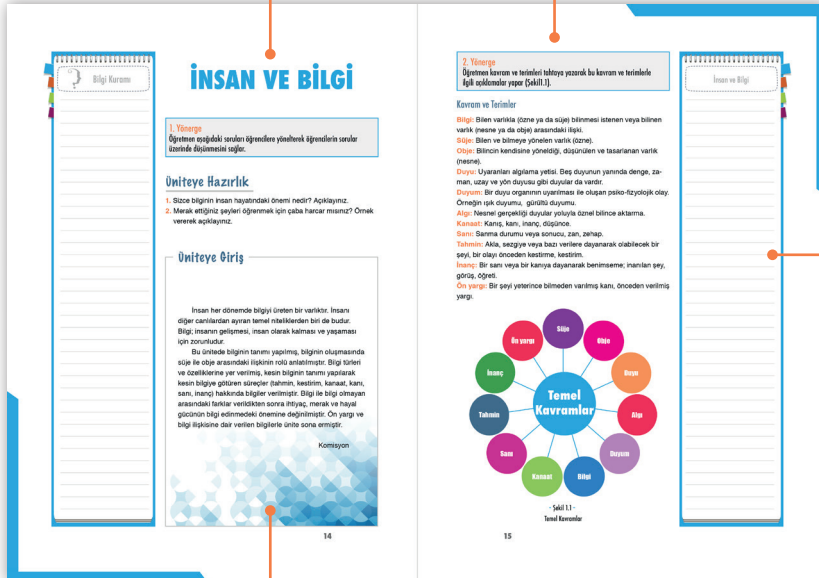 Bilgi Kuramı
İNSAN VE BİLGİ
1. Yönerge
Öğretmen aşağıdaki soruları öğrencilere yönelterek öğrencilerin sorular
üzerinde düşünmesini sağlar.
Üniteye Hazırlık
1. Sizce bilginin insan hayatındaki önemi nedir? Açıklayınız.
2. Merak ettiğiniz şeyleri öğrenmek için çaba harcar mısınız? Örnek
vererek açıklayınız.
Üniteye Giriş
İnsan her dönemde bilgiyi üreten bir varlıktır. İnsanı
diğer canlılardan ayıran temel niteliklerden biri de budur.
Bilgi; insanın gelişmesi, insan olarak kalması ve yaşaması
için zorunludur.
Bu ünitede bilginin tanımı yapılmış, bilginin oluşmasında
süje ile obje arasındaki ilişkinin rolü anlatılmıştır. Bilgi türleri
ve özelliklerine yer verilmiş, kesin bilginin tanımı yapılarak
kesin bilgiye götüren süreçler (tahmin, kestirim, kanaat, kanı,
sanı, inanç) hakkında bilgiler verilmiştir. Bilgi ile bilgi olmayan
arasındaki farklar verildikten sonra ihtiyaç, merak ve hayal
gücünün bilgi edinmedeki önemine değinilmiştir. Ön yargı ve
bilgi ilişkisine dair verilen bilgilerle ünite sona ermiştir.
Komisyon
14
2. Yönerge
Öğretmen kavram ve terimleri tahtaya yazarak bu kavram ve terimlerle
ilgili açıklamalar yapar (Şekil1.1).
Kavram ve Terimler
Bilgi: Bilen varlıkla (özne ya da süje) bilinmesi istenen veya bilinen
varlık (nesne ya da obje) arasındaki ilişki.
Süje: Bilen ve bilmeye yönelen varlık (özne).
Obje: Bilincin kendisine yöneldiği, düşünülen ve tasarlanan varlık
(nesne).
Duyu: Uyaranları algılama yetisi. Beş duyunun yanında denge, za-
man, uzay ve yön duyusu gibi duyular da vardır.
Duyum: Bir duyu organının uyarılması ile oluşan psiko-fizyolojik olay.
Örneğin ışık duyumu, gürültü duyumu.
Algı: Nesnel gerçekliği duyular yoluyla öznel bilince aktarma.
Kanaat: Kanış, kanı, inanç, düşünce.
Sanı: Sanma durumu veya sonucu, zan, zehap.
Tahmin: Akla, sezgiye veya bazı verilere dayanarak olabilecek bir
şeyi, bir olayı önceden kestirme, kestirim.
İnanç: Bir sanı veya bir kanıya dayanarak benimseme; inanılan şey,
görüş, öğreti.
Ön yargı: Bir şeyi yeterince bilmeden varılmış kanı, önceden verilmiş
yargı.
Süje
Obje
Duyu
Algı
Duyum
Bilgi
Kanaat
Sanı
Tahmin
İnanç
Ön yargı
Temel
Kavramlar
- Şekil 1.1 -
Temel Kavramlar
15
İnsan ve Bilgi